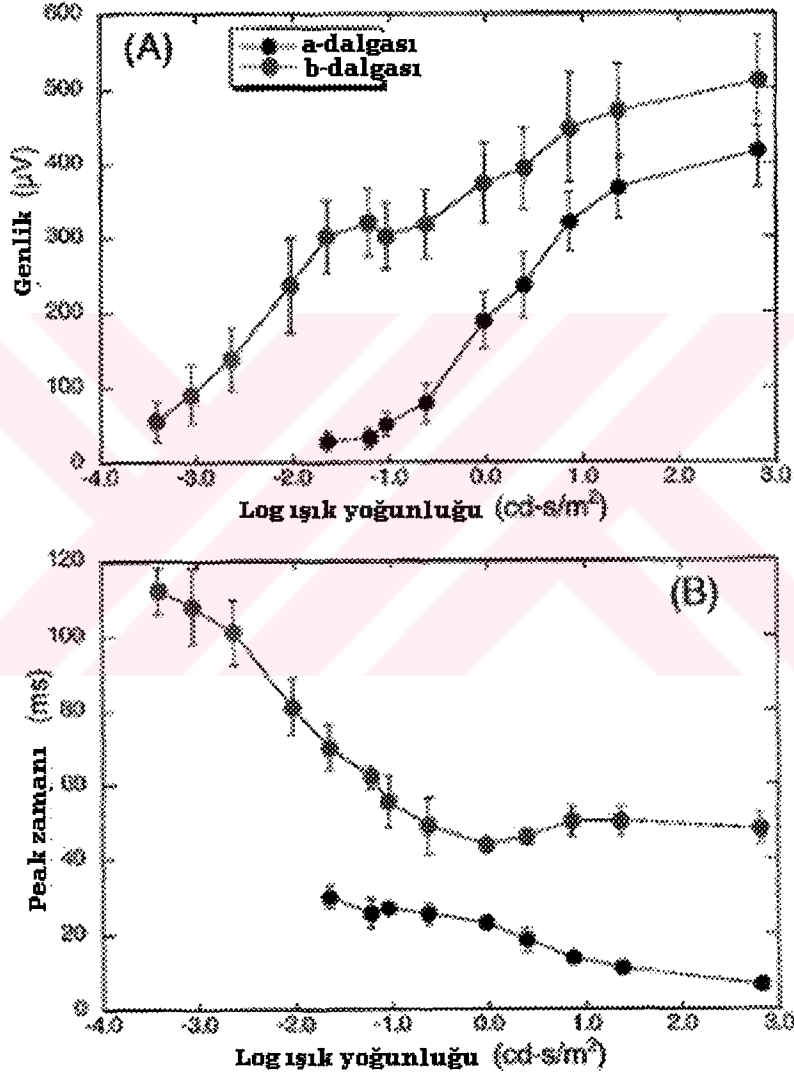 600
(A)
a-dalgası
b-dalgası
500
400
300
200
100
0
Genlik (µV)
-4.0 -3.0 -2.0 -1.0 0.0 1.0 2.0 3.0
Log ışık yoğunluğu (cd-s/m²)
120
(B)
100
80
60
40
20
0
Peak zamanı (ms)
-4.0 -3.0 -2.0 -1.0 0.0 1.0 2.0 3.0
Log ışık yoğunluğu (cd-s/m²)